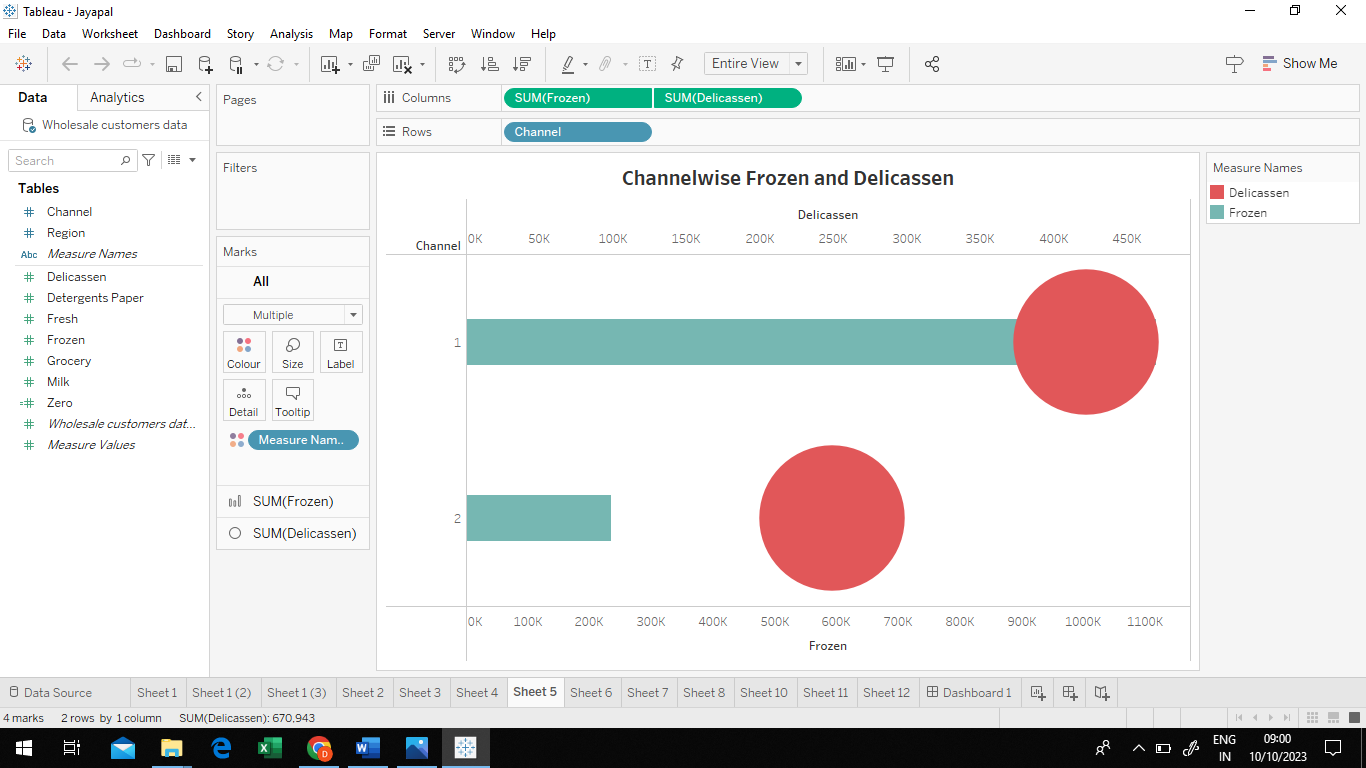 Tableau - Jayapal
File Data Worksheet Dashboard Story Analysis Map Format Server Window Help
Entire View
Show Me
Data Analytics
Wholesale customers data
Search
Tables
Channel
Region
Abc Measure Names
Delicassen
Detergents Paper
Fresh
Frozen
Grocery
Milk
Zero
Wholesale customers dat...
Measure Values
Pages
Filters
Marks
All
Multiple
Colour Size Label
Detail Tooltip
Measure Nam..
SUM(Frozen)
SUM(Delicassen)
Columns SUM(Frozen) SUM(Delicassen)
Rows Channel
Channelwise Frozen and Delicassen
Delicassen
Channel 0K 50K 100K 150K 200K 250K 300K 350K 400K 450K
1
2
0K 100K 200K 300K 400K 500K 600K 700K 800K 900K 1000K 1100K
Frozen
Measure Names
Delicassen
Frozen
Data Source Sheet 1 Sheet 1 (2) Sheet 1 (3) Sheet 2 Sheet 3 Sheet 4 Sheet 5 Sheet 6 Sheet 7 Sheet 8 Sheet 10 Sheet 11 Sheet 12 Dashboard 1
4 marks 2 rows by 1 column SUM(Delicassen): 670,943
ENG 09:00
IN 10/10/2023